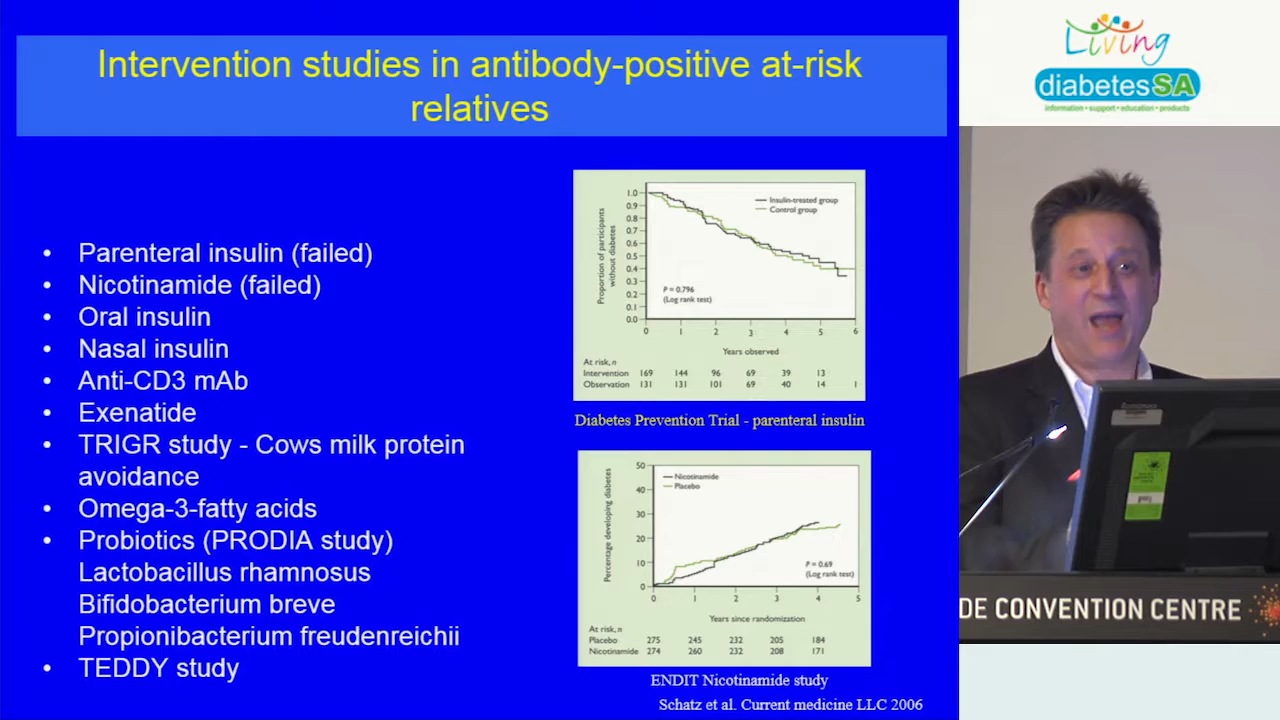 Intervention studies in antibody-positive at-risk
relatives
• Parenteral insulin (failed)
• Nicotinamide (failed)
• Oral insulin
• Nasal insulin
• Anti-CD3 mAb
• Exenatide
• TRIGR study - Cows milk protein
avoidance
• Omega-3-fatty acids
• Probiotics (PRODIA study)
Lactobacillus rhamnosus
Bifidobacterium breve
Propionibacterium freudenreichii
• TEDDY study
Proportion of participants
without diabetes
1.0
0.9
0.8
0.7
0.6
0.5
0.4
0.3
0.2
0.1
0.0
Insulin-treated group
Control group
P = 0.796
(Log rank test)
0 1 2 3 4 5 6
Years observed
At risk, n
Intervention 169 144 96 69 39 13
Observation 131 131 101 69 40 14 1
Diabetes Prevention Trial - parenteral insulin
Percentage developing diabetes
50
40
30
20
10
0
Nicotinamide
Placebo
P = 0.69
(Log rank test)
0 1 2 3 4 5
Years since randomization
At risk, n
Placebo 275 245 232 205 184
Nicotinamide 274 260 232 208 171
ENDIT Nicotinamide study
Schatz et al. Current medicine LLC 2006
Living
diabetesSA
information • support • education • products
DE CONVENTION CENTRE